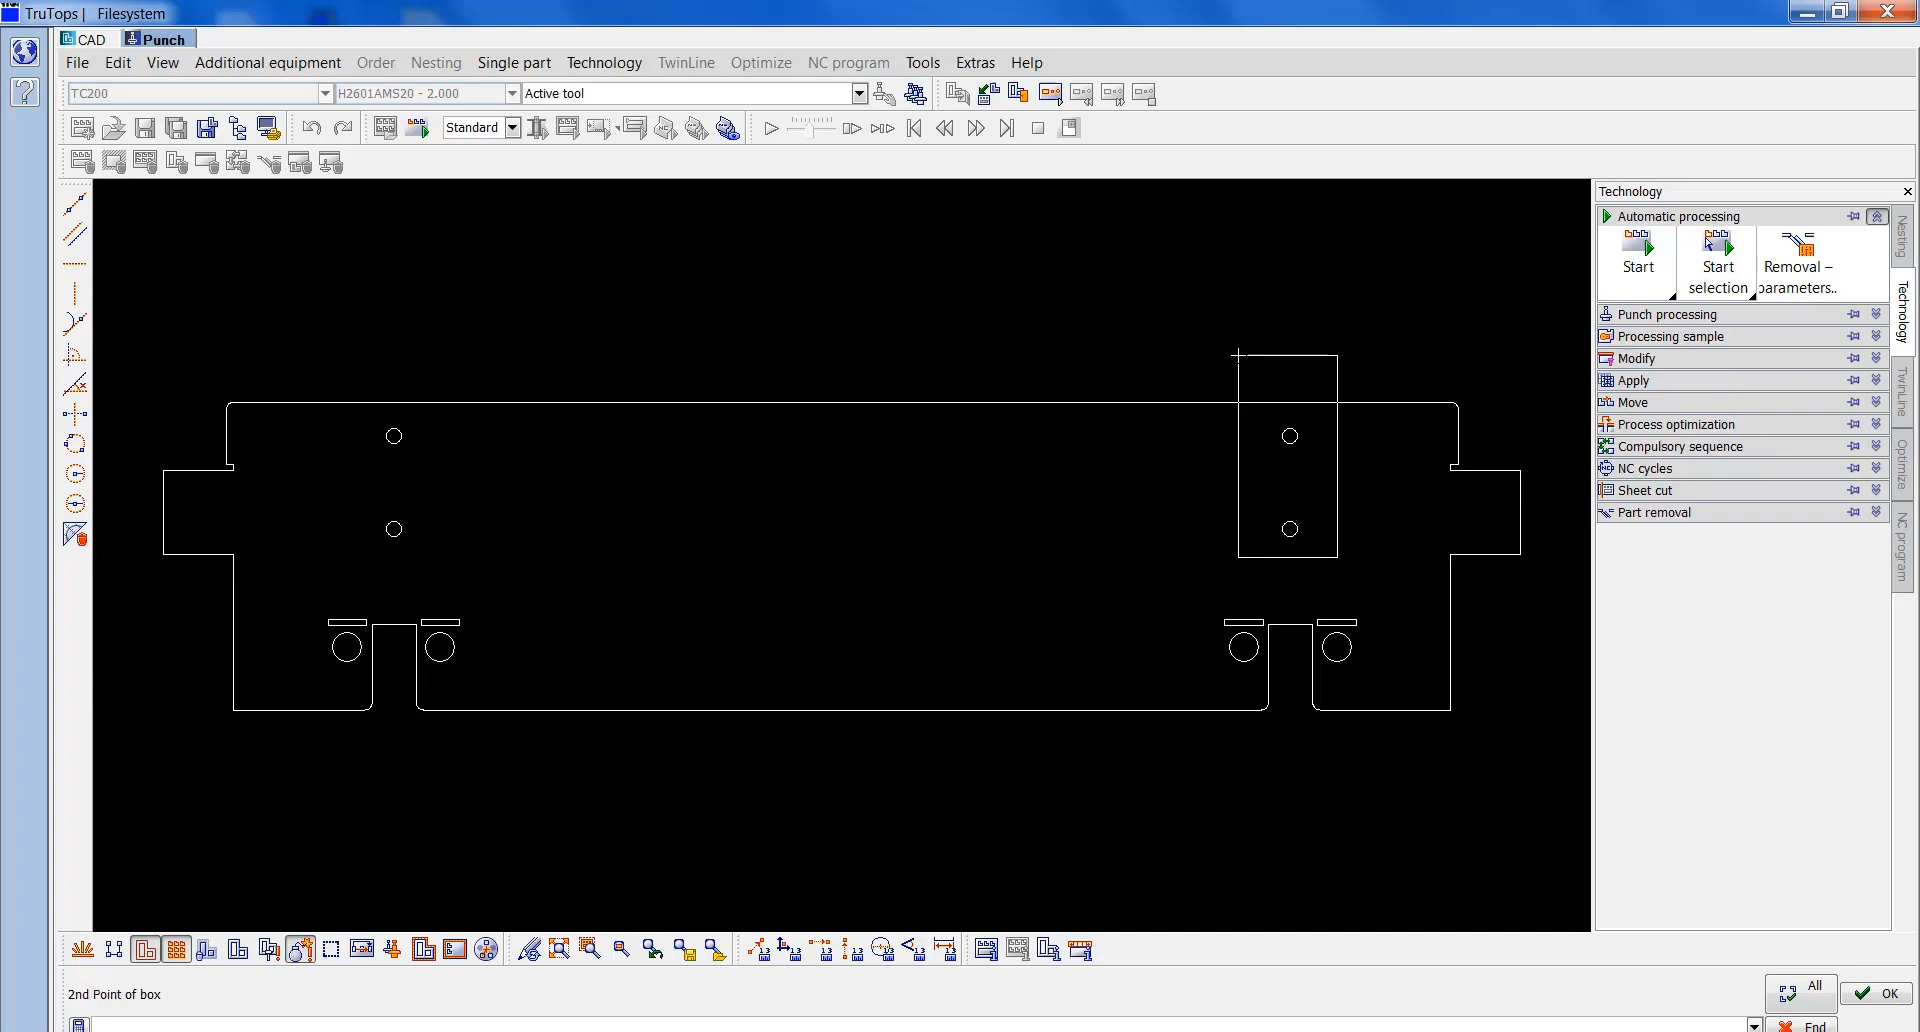 TruTops | Filesystem
CAD Punch
File Edit View Additional equipment Order Nesting Single part Technology TwinLine Optimize NC program Tools Extras Help
TC200 H2601AMS20 - 2.000 Active tool
Standard
Technology
Automatic processing
Start Start selection Removal – parameters..
Punch processing
Processing sample
Modify
Apply
Move
Process optimization
Compulsory sequence
NC cycles
Sheet cut
Part removal
Nesting
Technology
TwinLine
Optimize
NC program
2nd Point of box
All OK
End